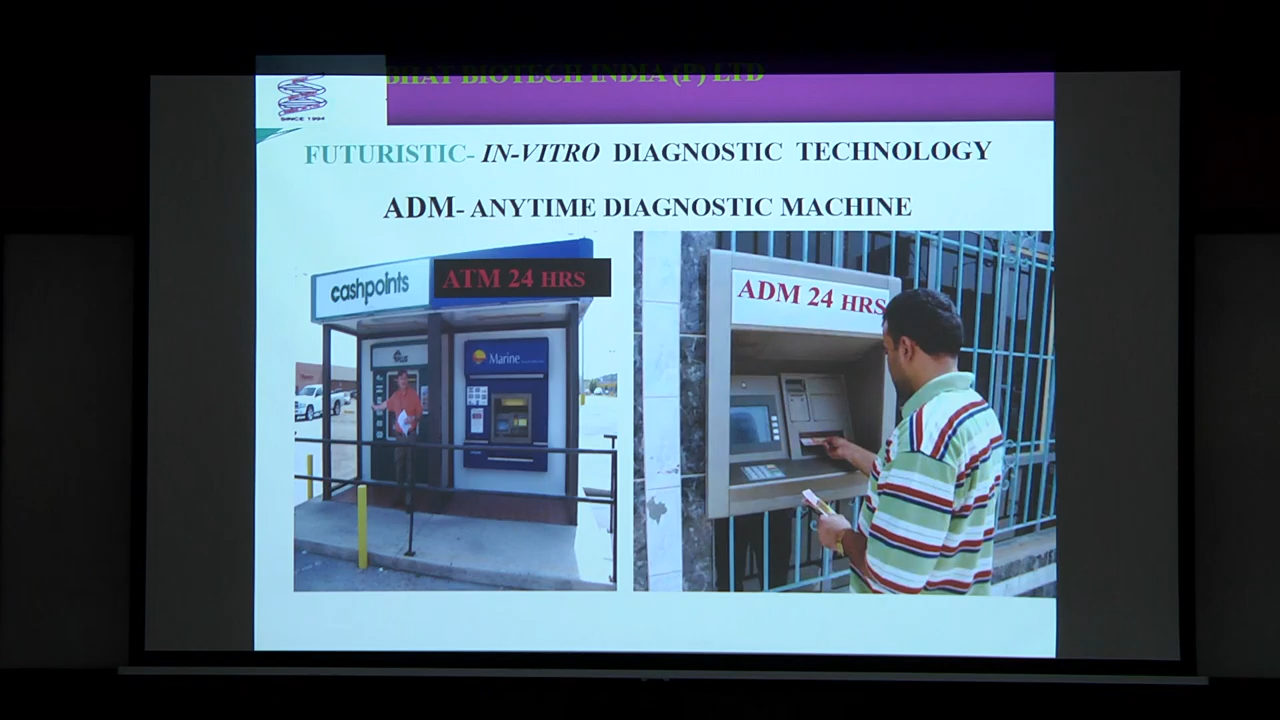 BHAT BIOTECH INDIA (P) LTD
SINCE 1994
FUTURISTIC- IN-VITRO DIAGNOSTIC TECHNOLOGY
ADM- ANYTIME DIAGNOSTIC MACHINE
cashpoints
ATM 24 HRS
PLUS
Marine
ADM 24 HRS